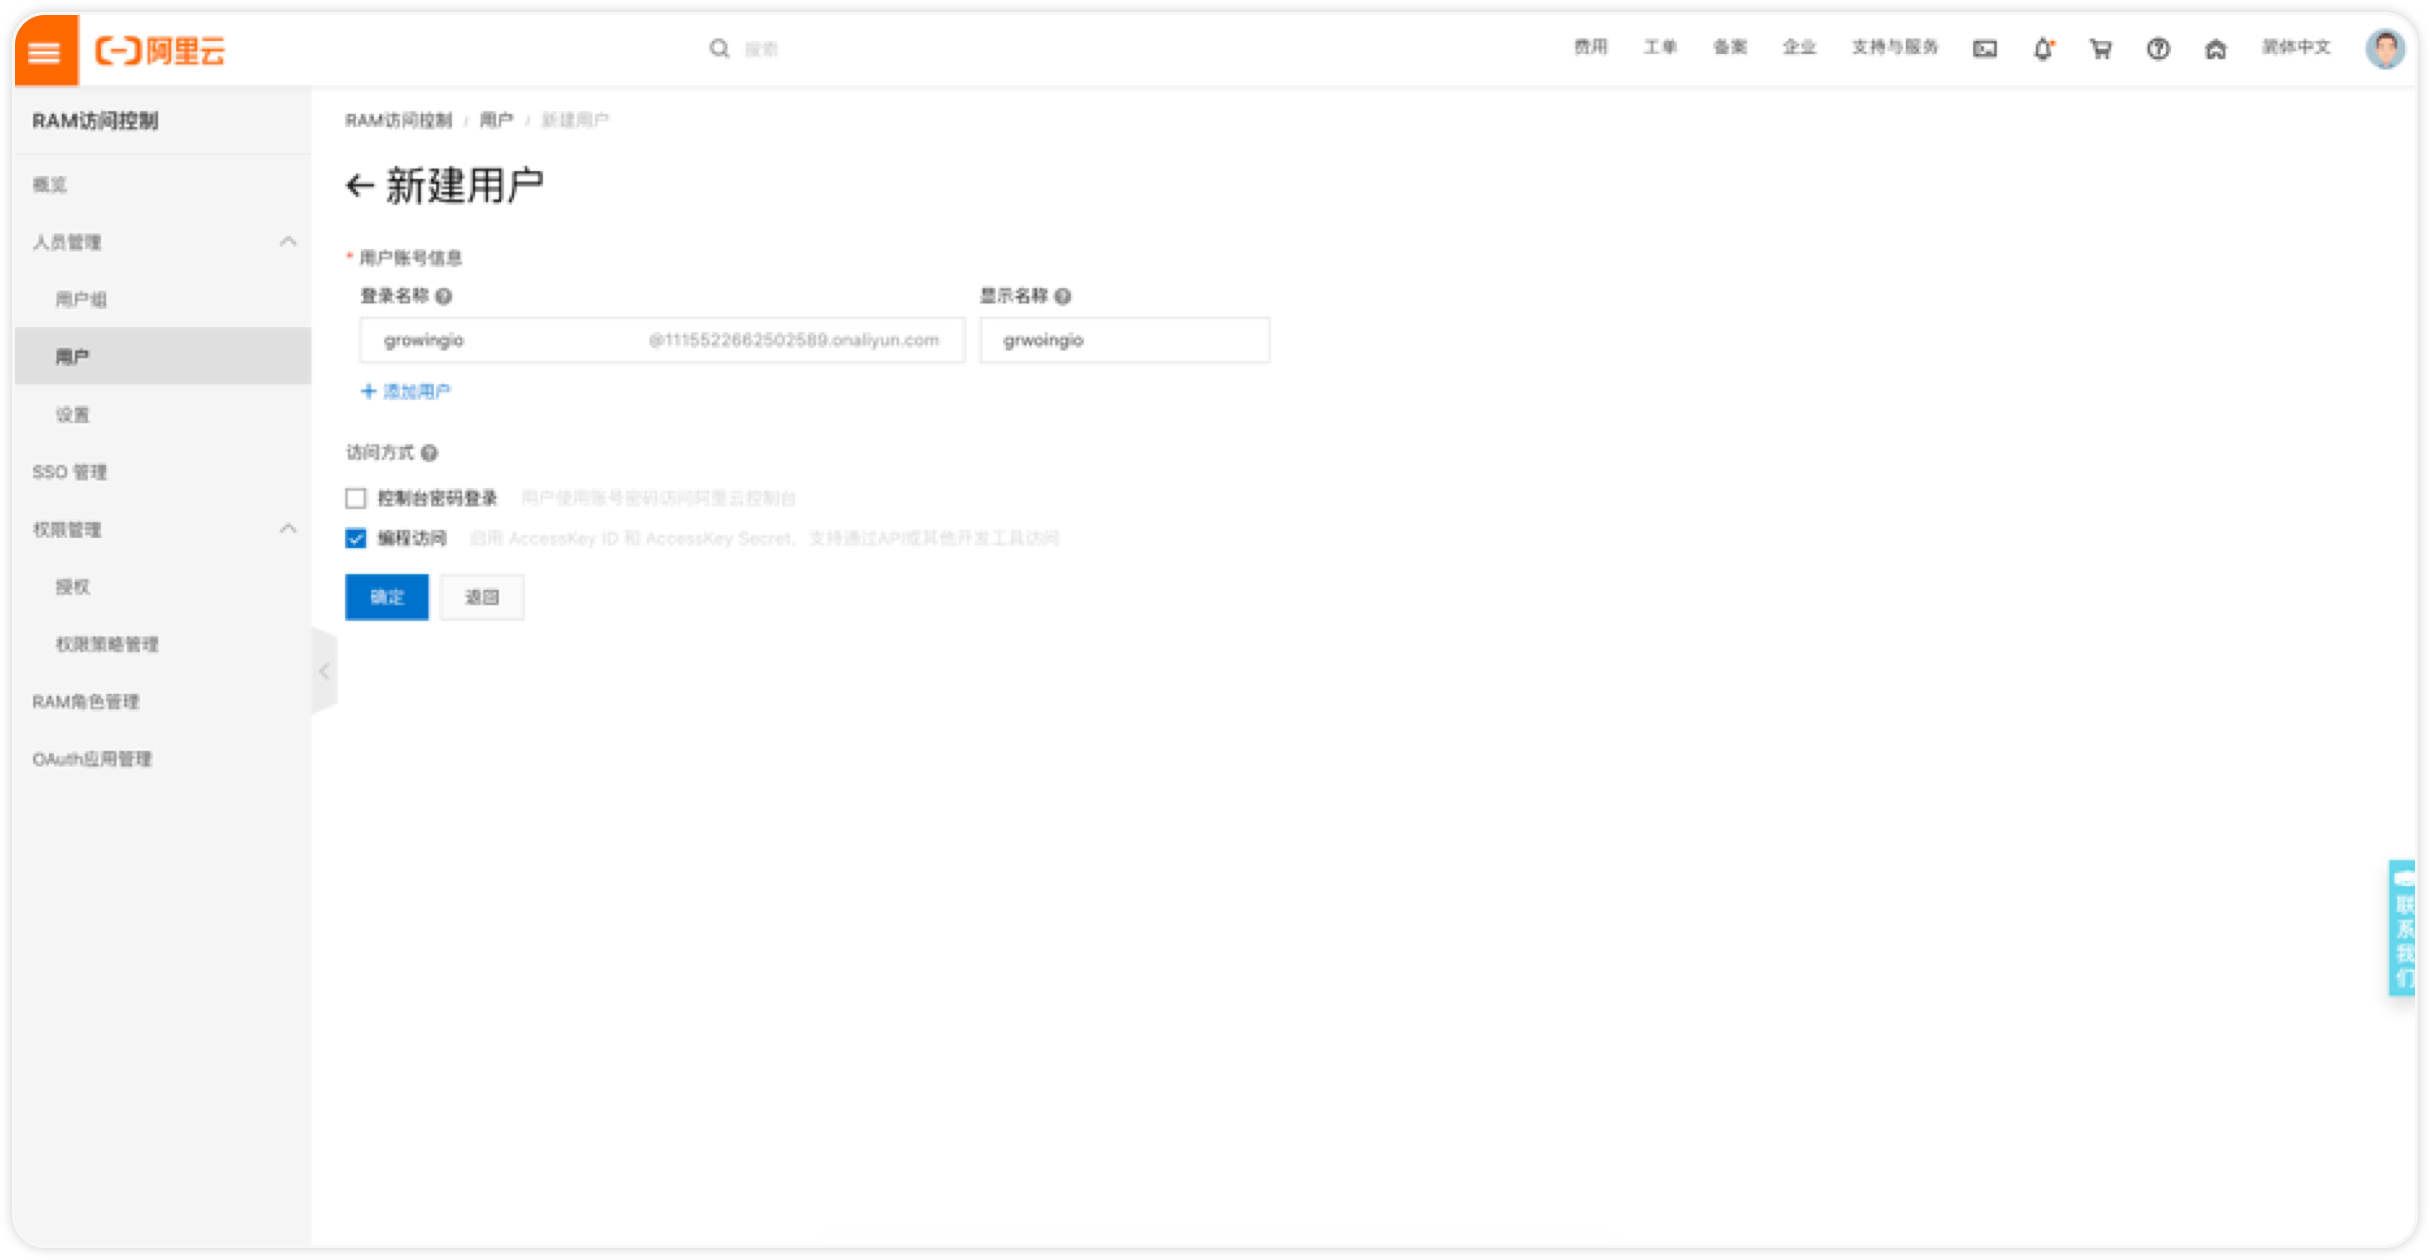 阿里云
搜索
费用 工单 备案 企业 支持与服务 简体中文
RAM访问控制
概览
人员管理
用户组
用户
设置
SSO 管理
权限管理
授权
权限策略管理
RAM角色管理
OAuth应用管理
RAM访问控制 / 用户 / 新建用户
← 新建用户
* 用户账号信息
登录名称 显示名称
growingio @1115522662502589.onaliyun.com grwoingio
+ 添加用户
访问方式
控制台密码登录 用户使用账号密码访问阿里云控制台
编程访问 启用 AccessKey ID 和 AccessKey Secret，支持通过API或其他开发工具访问
确定 返回
联系我们